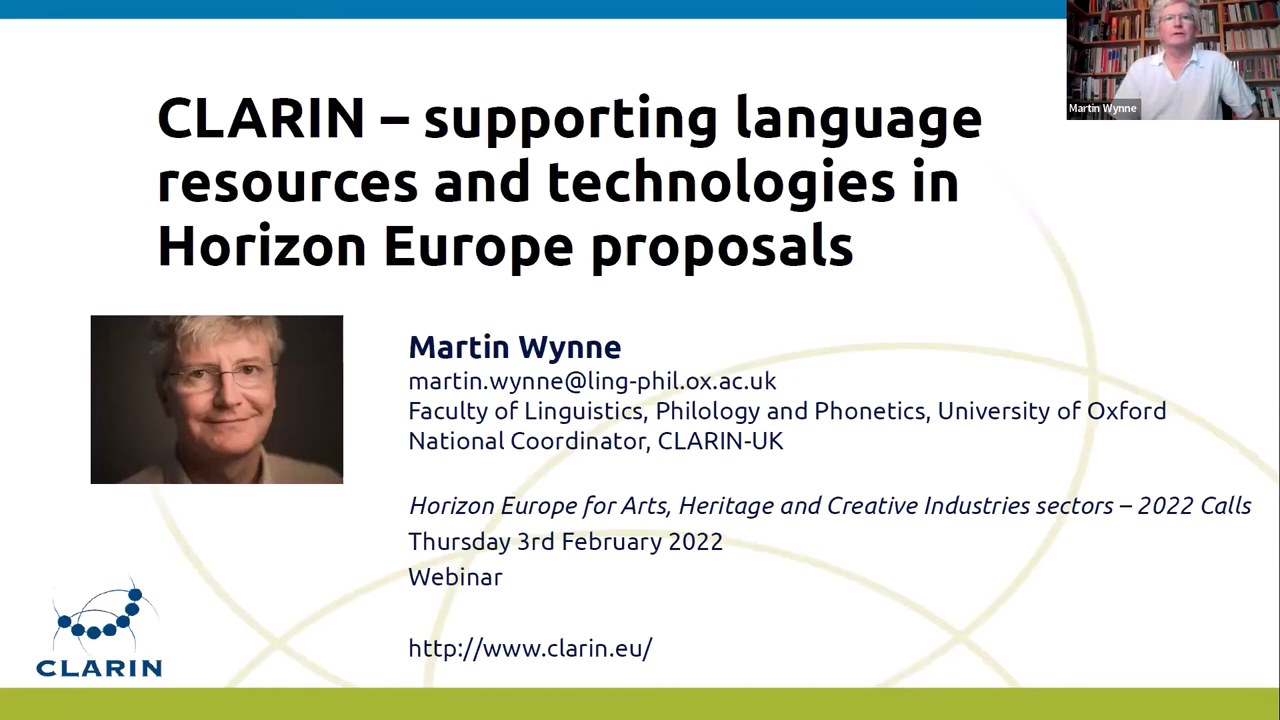 CLARIN – supporting language
resources and technologies in
Horizon Europe proposals
Martin Wynne
Martin Wynne
martin.wynne@ling-phil.ox.ac.uk
Faculty of Linguistics, Philology and Phonetics, University of Oxford
National Coordinator, CLARIN-UK
Horizon Europe for Arts, Heritage and Creative Industries sectors – 2022 Calls
Thursday 3rd February 2022
Webinar
http://www.clarin.eu/
CLARIN